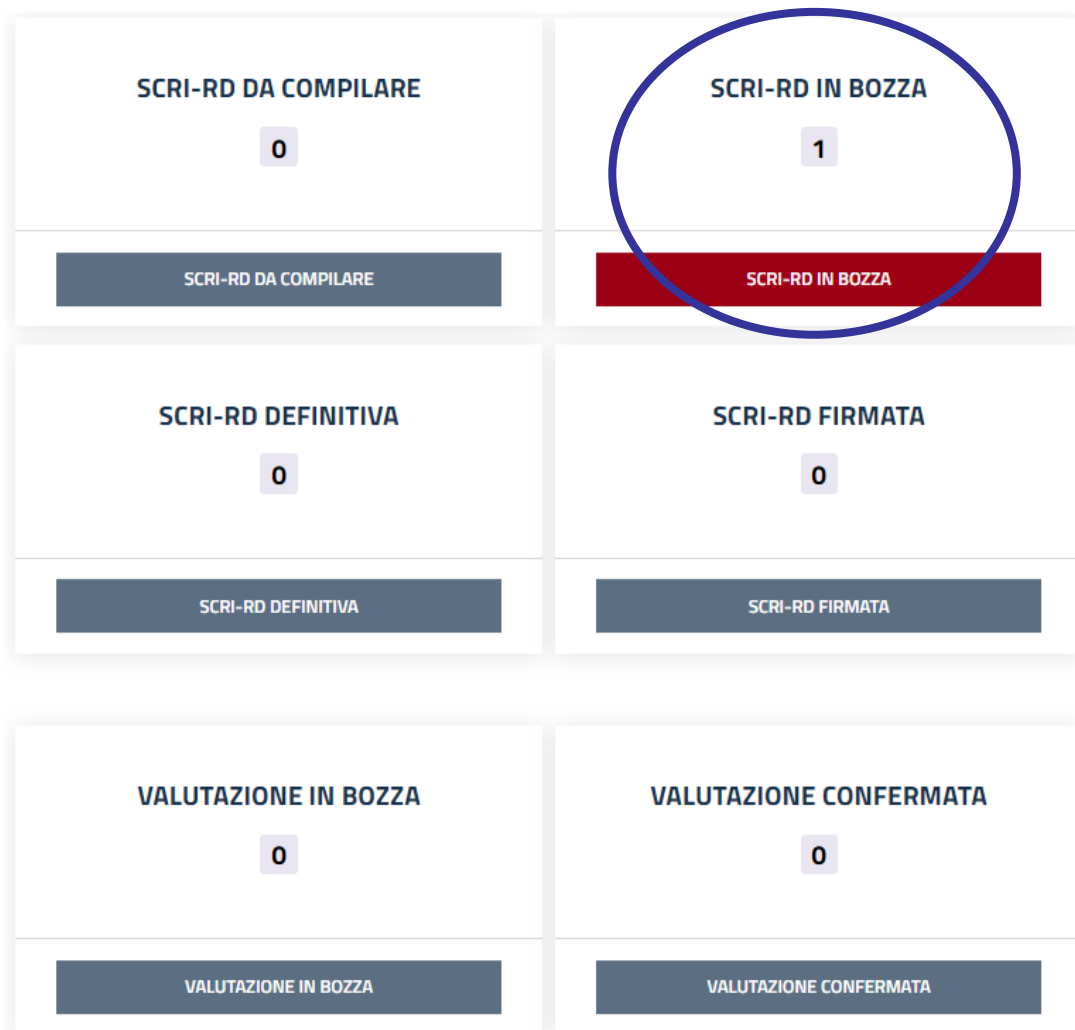 SCRI-RD DA COMPILARE
0
SCRI-RD DA COMPILARE
SCRI-RD IN BOZZA
1
SCRI-RD IN BOZZA
SCRI-RD DEFINITIVA
0
SCRI-RD DEFINITIVA
SCRI-RD FIRMATA
0
SCRI-RD FIRMATA
VALUTAZIONE IN BOZZA
0
VALUTAZIONE IN BOZZA
VALUTAZIONE CONFERMATA
0
VALUTAZIONE CONFERMATA